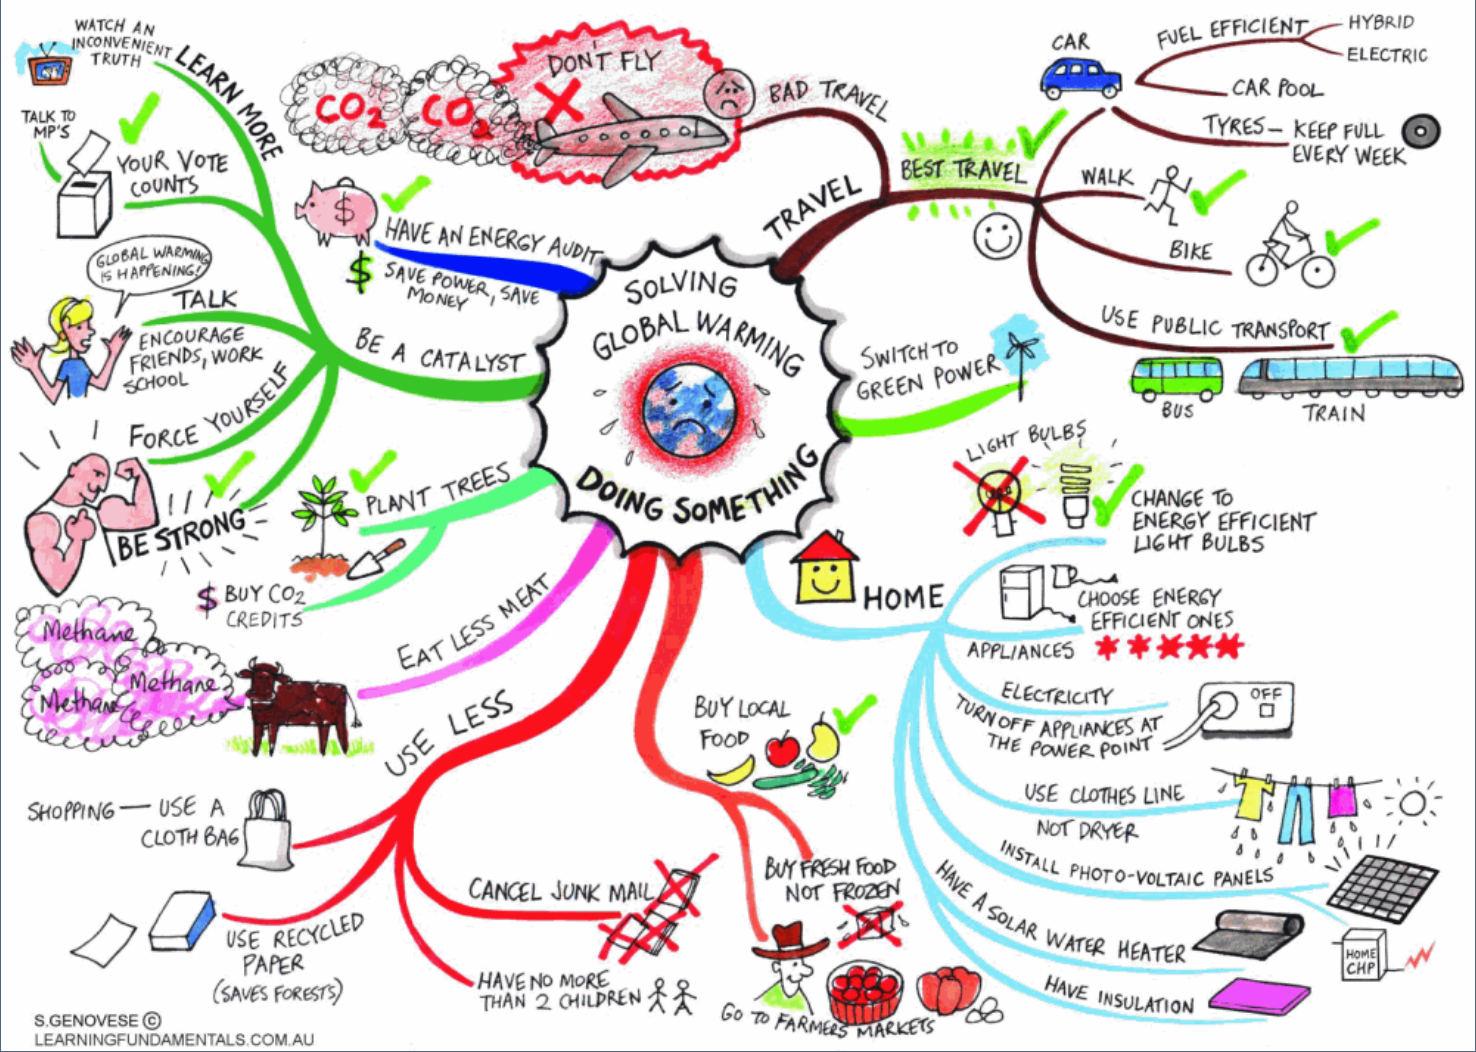 SOLVING
GLOBAL WARMING
DOING SOMETHING
LEARN MORE
WATCH AN
INCONVENIENT
TRUTH
TALK TO
MP'S
YOUR VOTE
COUNTS
GLOBAL WARMING
IS HAPPENING!
TALK
ENCOURAGE
FRIENDS, WORK
SCHOOL
FORCE YOURSELF
BE STRONG
BE A CATALYST
$
HAVE AN ENERGY AUDIT
$ SAVE POWER, SAVE
MONEY
CO2
CO2
DON'T FLY
BAD TRAVEL
TRAVEL
BEST TRAVEL
CAR
FUEL EFFICIENT
HYBRID
ELECTRIC
CAR POOL
TYRES – KEEP FULL
EVERY WEEK
WALK
BIKE
USE PUBLIC TRANSPORT
BUS
TRAIN
SWITCH TO
GREEN POWER
LIGHT BULBS
CHANGE TO
ENERGY EFFICIENT
LIGHT BULBS
HOME
CHOOSE ENERGY
EFFICIENT ONES
APPLIANCES
ELECTRICITY
TURN OFF APPLIANCES AT
THE POWER POINT
OFF
USE CLOTHES LINE
NOT DRYER
INSTALL PHOTO-VOLTAIC PANELS
HOME
CHP
HAVE A SOLAR WATER HEATER
HAVE INSULATION
BUY LOCAL
FOOD
BUY FRESH FOOD
NOT FROZEN
GO TO FARMERS MARKETS
USE LESS
SHOPPING — USE A
CLOTH BAG
USE RECYCLED
PAPER
(SAVES FORESTS)
CANCEL JUNK MAIL
HAVE NO MORE
THAN 2 CHILDREN
EAT LESS MEAT
Methane
Methane
Methane
PLANT TREES
$ BUY CO2
CREDITS
S.GENOVESE ©
LEARNINGFUNDAMENTALS.COM.AU